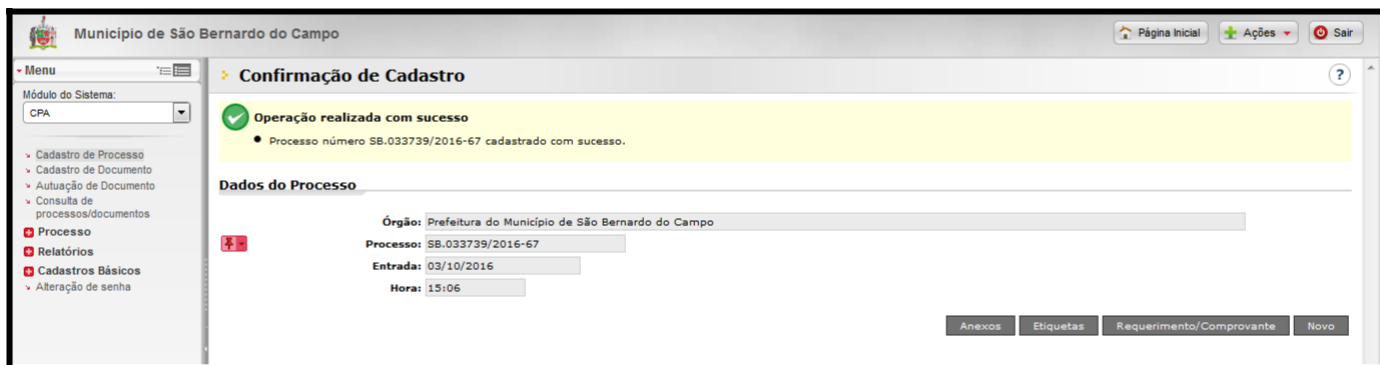 Município de São Bernardo do Campo
Página Inicial
Ações
Sair
Menu
Módulo do Sistema:
CPA
Cadastro de Processo
Cadastro de Documento
Autuação de Documento
Consulta de
processos/documentos
Processo
Relatórios
Cadastros Básicos
Alteração de senha
Confirmação de Cadastro
?
Operação realizada com sucesso
Processo número SB.033739/2016-67 cadastrado com sucesso.
Dados do Processo
Órgão: Prefeitura do Município de São Bernardo do Campo
Processo: SB.033739/2016-67
Entrada: 03/10/2016
Hora: 15:06
Anexos Etiquetas Requerimento/Comprovante Novo